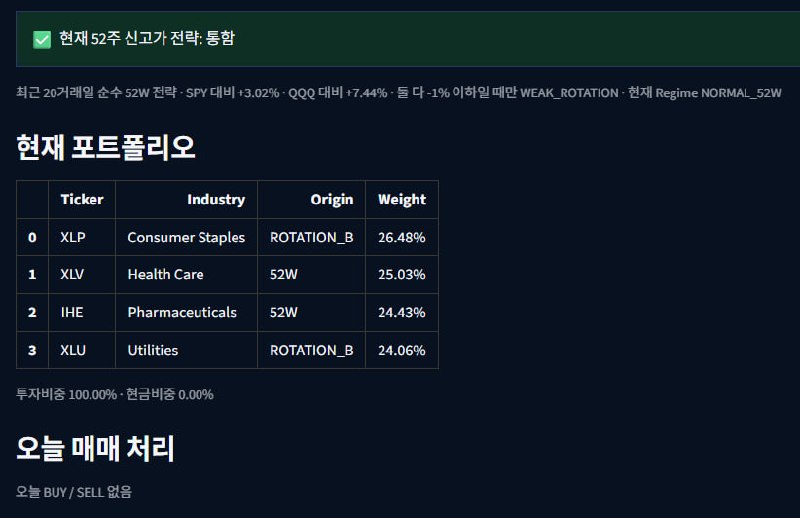 ✅ 현재 52주 신고가 전략: 통함
최근 20거래일 순수 52W 전략 · SPY 대비 +3.02% · QQQ 대비 +7.44% · 둘 다 -1% 이하일 때만 WEAK_ROTATION · 현재 Regime NORMAL_52W
현재 포트폴리오
Ticker Industry Origin Weight
0 XLP Consumer Staples ROTATION_B 26.48%
1 XLV Health Care 52W 25.03%
2 IHE Pharmaceuticals 52W 24.43%
3 XLU Utilities ROTATION_B 24.06%
투자비중 100.00% · 현금비중 0.00%
오늘 매매 처리
오늘 BUY / SELL 없음